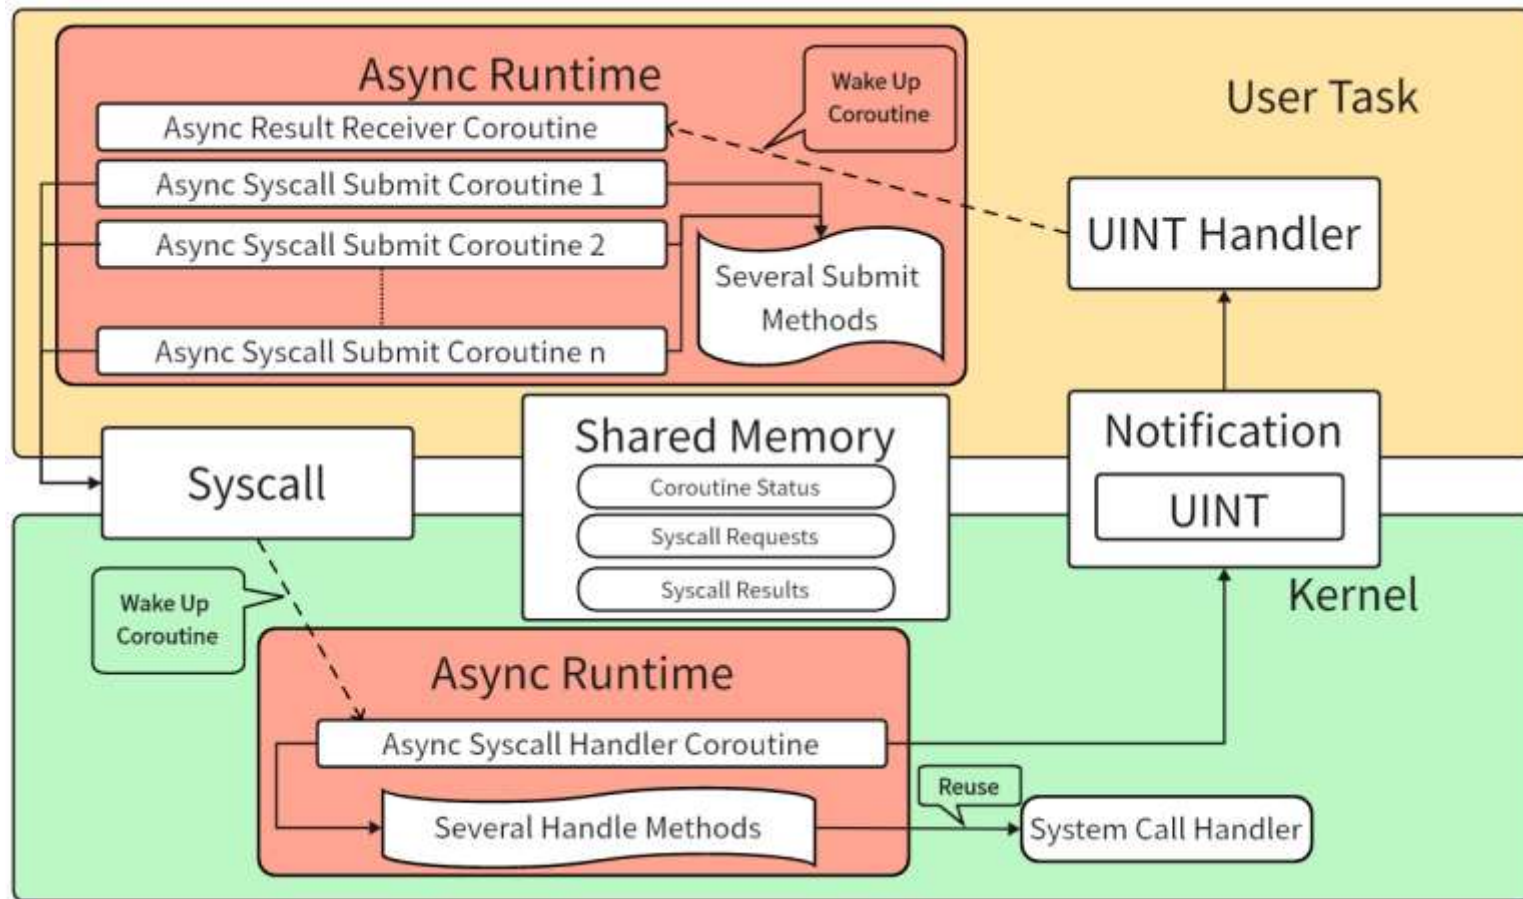 Async Runtime
Wake Up
Coroutine
User Task
Async Result Receiver Coroutine
Async Syscall Submit Coroutine 1
Async Syscall Submit Coroutine 2
Async Syscall Submit Coroutine n
Several Submit
Methods
UINT Handler
Syscall
Shared Memory
Coroutine Status
Syscall Requests
Syscall Results
Notification
UINT
Kernel
Wake Up
Coroutine
Async Runtime
Async Syscall Handler Coroutine
Several Handle Methods
Reuse
System Call Handler